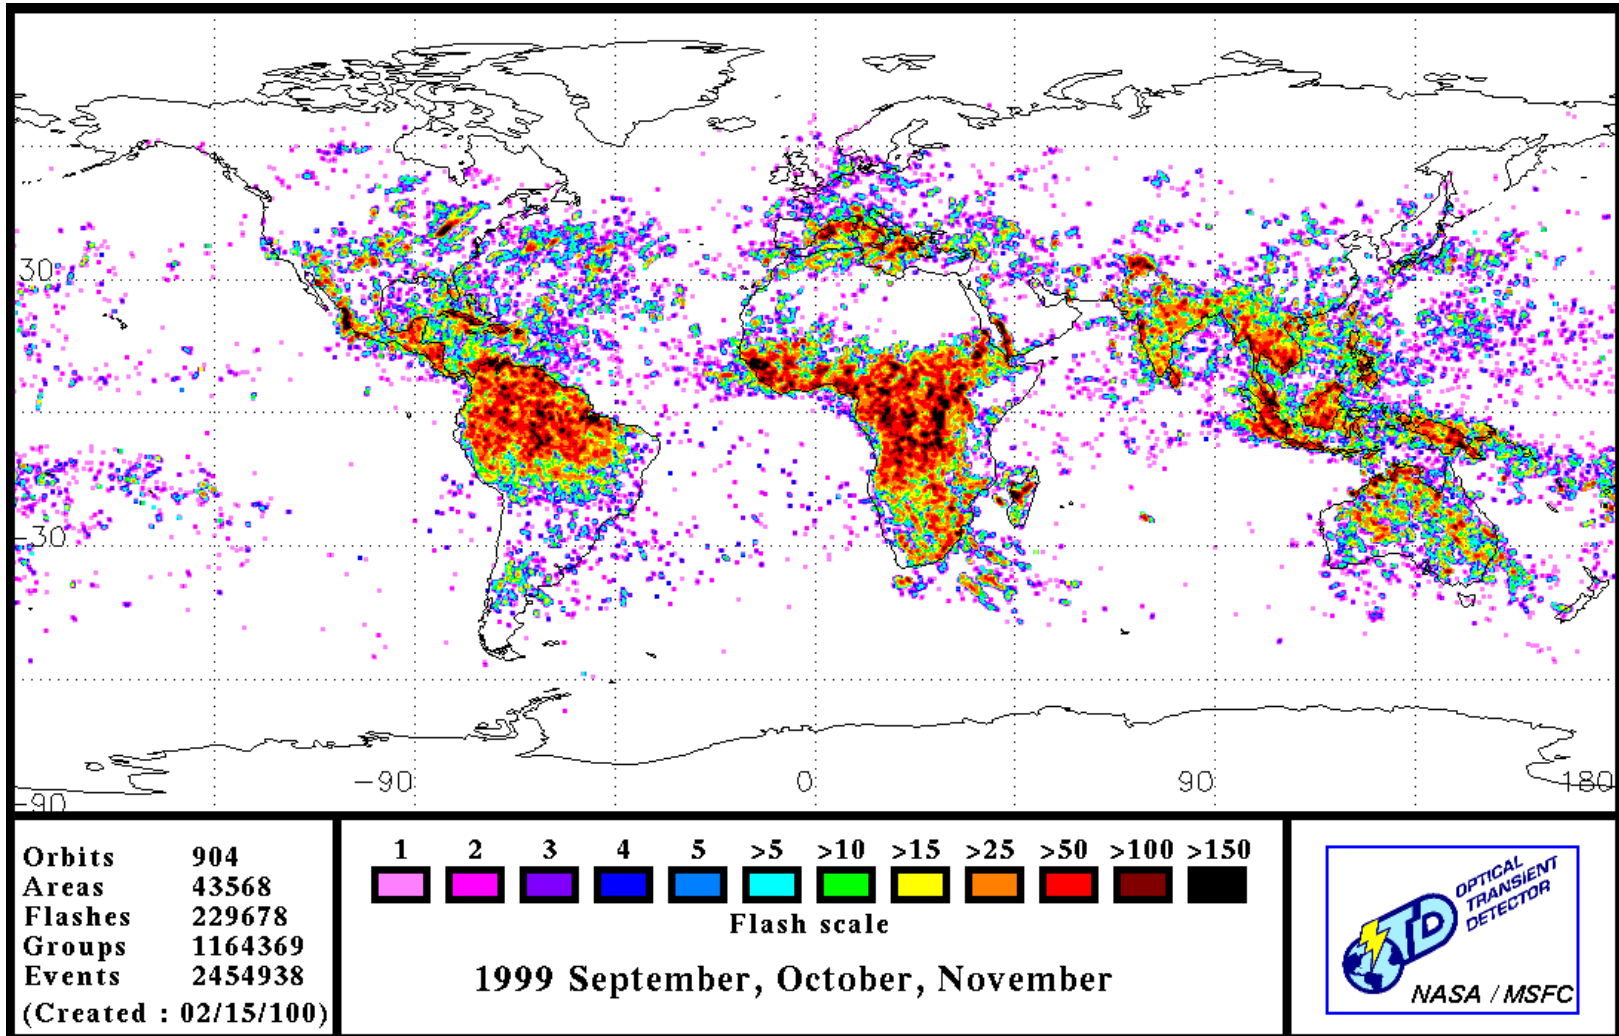 30
-30
-90
-90
0
90
180
Orbits 904
Areas 43568
Flashes 229678
Groups 1164369
Events 2454938
(Created : 02/15/100)
1 2 3 4 5 >5 >10 >15 >25 >50 >100 >150
Flash scale
1999 September, October, November
OPTICAL
TRANSIENT
DETECTOR
OTD
NASA / MSFC